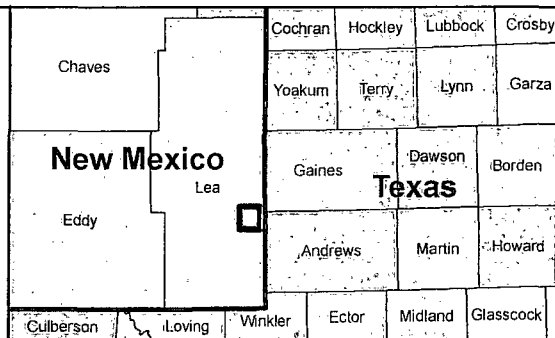 Cochran Hockley Lubbock Crosby
Chaves
Yoakum Terry Lynn Garza
New Mexico
Lea
Gaines Dawson Borden
Texas
Eddy
Andrews Martin Howard
Culberson Loving Winkler Ector Midland Glasscock